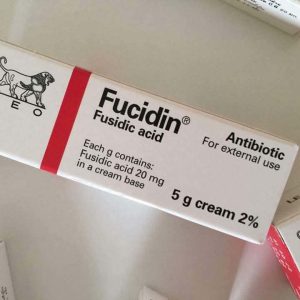 Fucidin®
Fusidic acid
Antibiotic
For external use
Each g contains:
Fusidic acid 20 mg
in a cream base
5 g cream 2%
E O